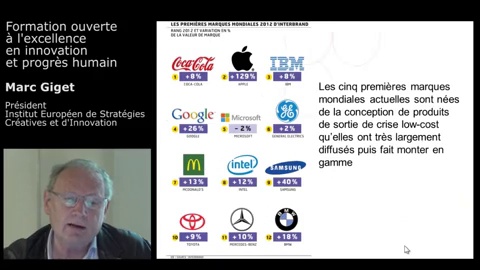 Formation ouverte
à l'excellence
en innovation
et progrès humain
Marc Giget
Président
Institut Européen de Stratégies
Créatives et d'Innovation
LES PREMIÈRES MARQUES MONDIALES 2012 D'INTERBRAND
RANG 2012 ET VARIATION EN %
DE LA VALEUR DE MARQUE
Coca-Cola
IBM
1 +8%
2 +129%
3 +8%
COCA-COLA
APPLE
IBM
Google
Microsoft
GE
4 +26%
5 -2%
6 +2%
GOOGLE
MICROSOFT
GENERAL ELECTRICS
intel
SAMSUNG
7 +13%
8 +12%
9 +40%
MCDONALD'S
INTEL
SAMSUNG
BMW
10 +9%
11 +10%
12 +18%
TOYOTA
MERCEDES-BENZ
BMW
Les cinq premières marques
mondiales actuelles sont nées
de la conception de produits
de sortie de crise low-cost
qu'elles ont très largement
diffusés puis fait monter en
gamme